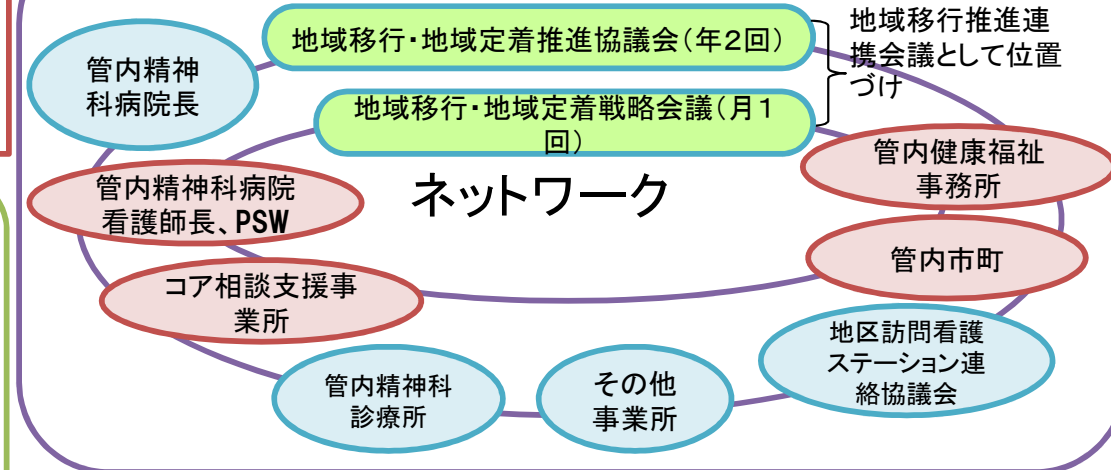 地域移行・地域定着推進協議会(年2回)
地域移行推進連
携会議として位置
づけ
管内精神
科病院長
地域移行・地域定着戦略会議(月1
回)
管内健康福祉
事務所
管内精神科病院
看護師長、PSW
ネットワーク
管内市町
コア相談支援事
業所
地区訪問看護
ステーション連
絡協議会
管内精神科
診療所
その他
事業所